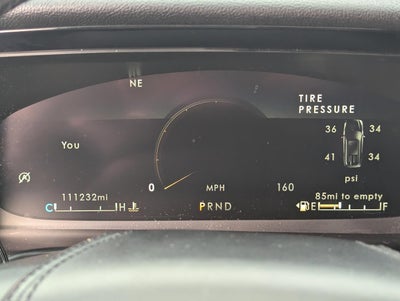 NE
TIRE
PRESSURE
36 34
You
41 34
psi
0 MPH 160
111232mi
85mi to empty
C H
PRND
E F